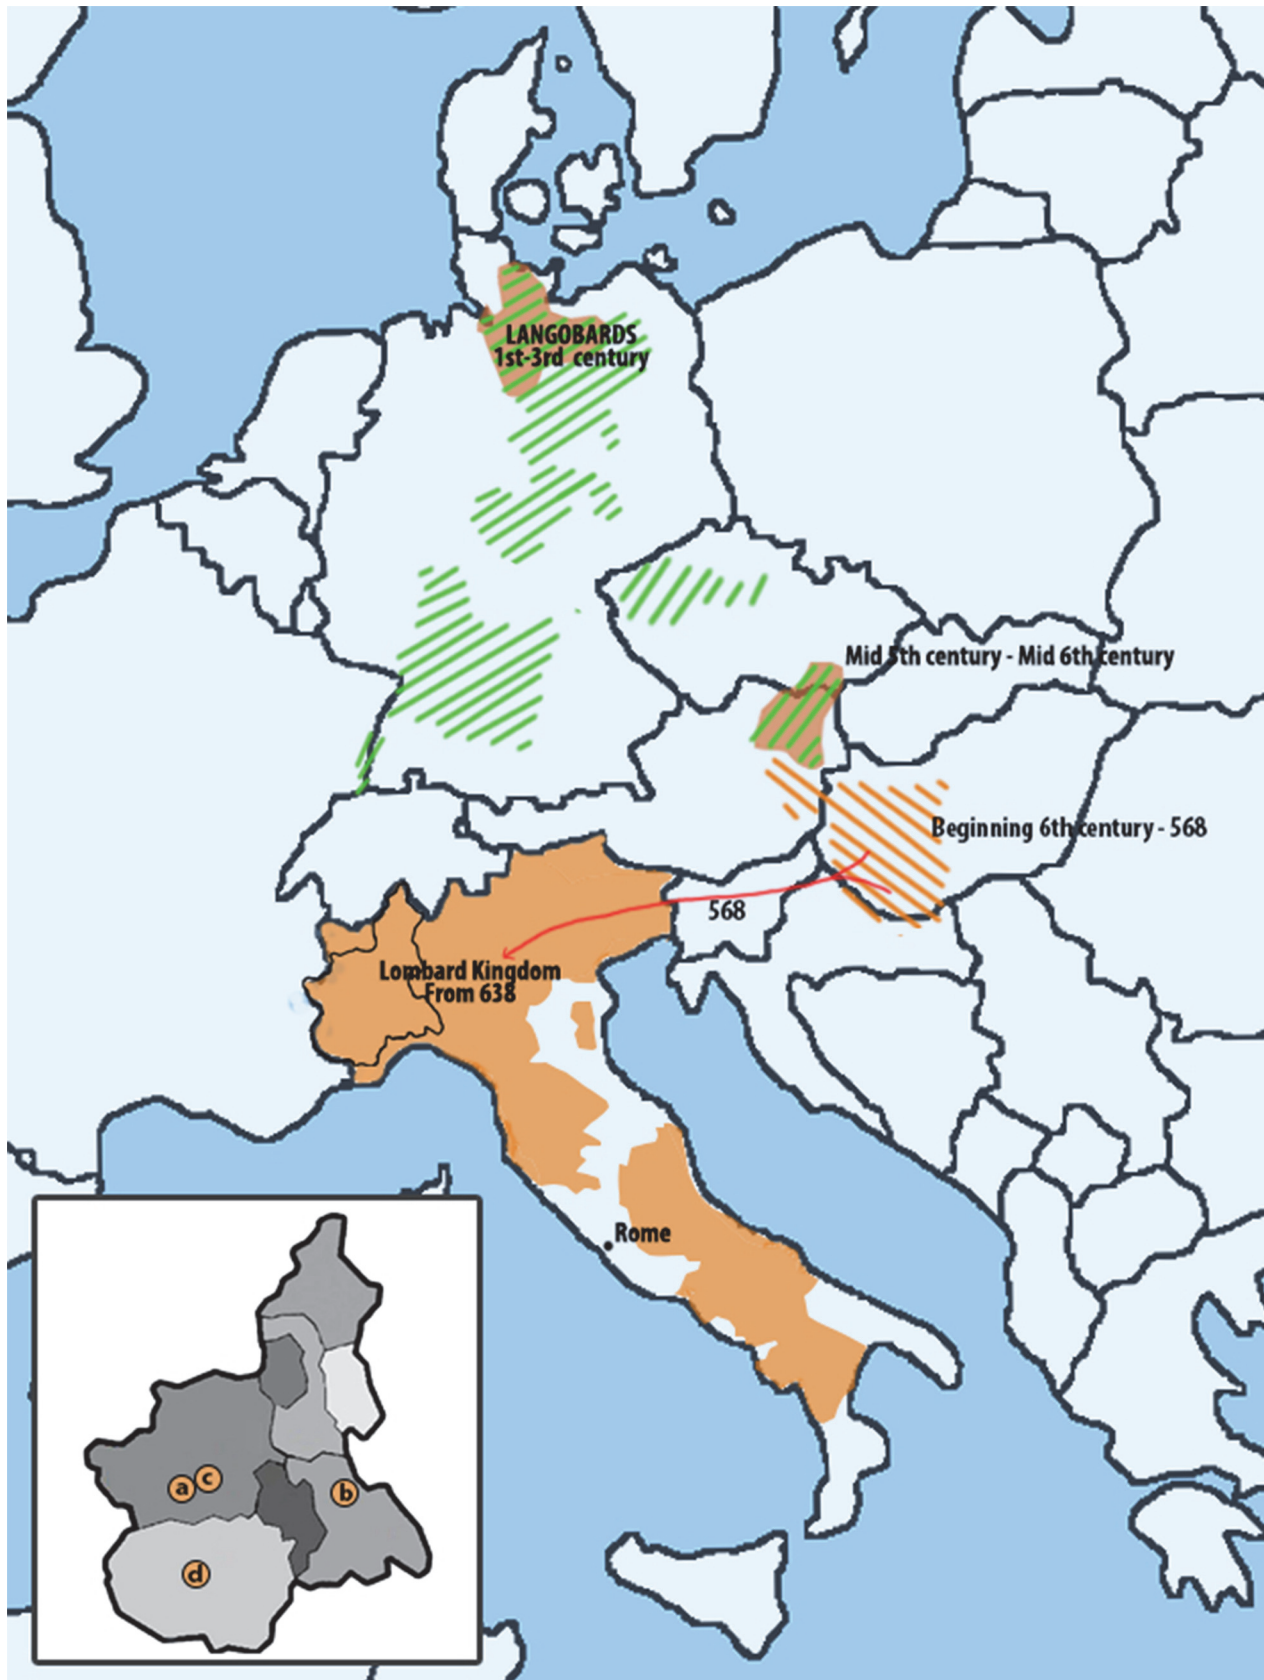 LANGOBARDS
1st-3rd century
Mid 5th century - Mid 6th century
Beginning 6th century - 568
568
Lombard Kingdom
From 638
Rome
a
c
b
d